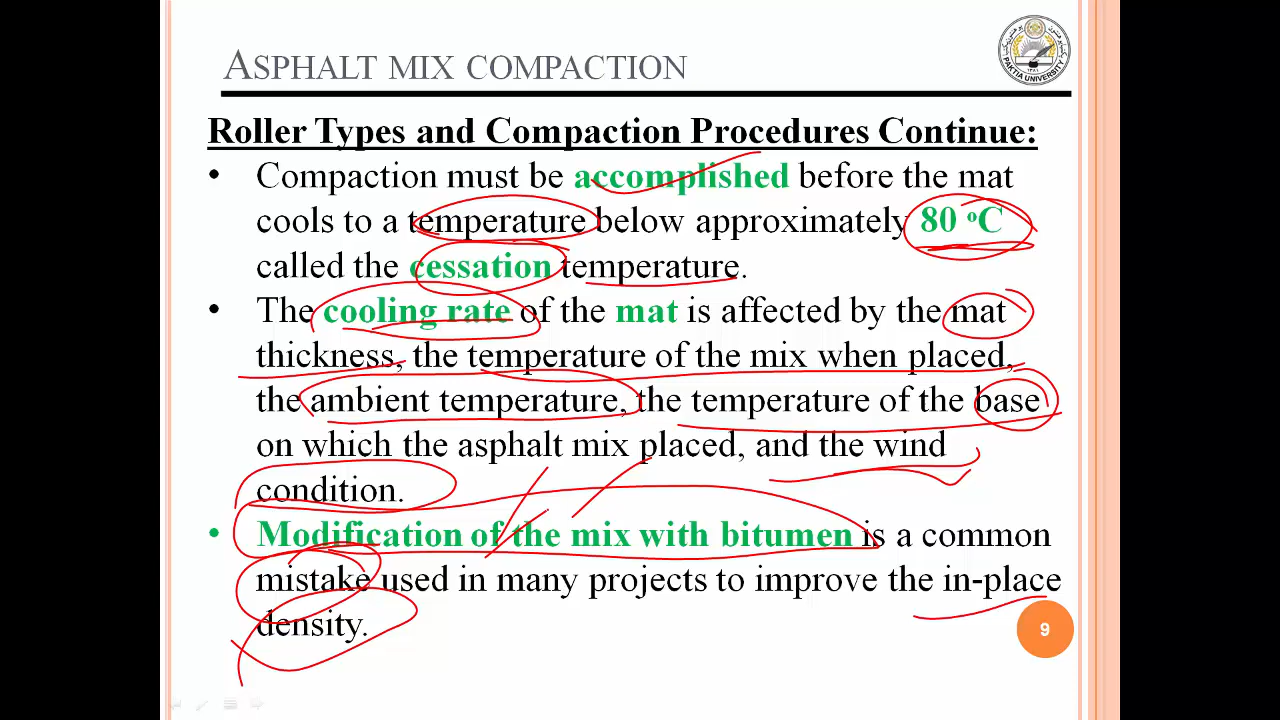 ASPHALT MIX COMPACTION
PAKTIA UNIVERSITY
Roller Types and Compaction Procedures Continue:
• Compaction must be accomplished before the mat
cools to a temperature below approximately 80 ºC
called the cessation temperature.
• The cooling rate of the mat is affected by the mat
thickness, the temperature of the mix when placed,
the ambient temperature, the temperature of the base
on which the asphalt mix placed, and the wind
condition.
• Modification of the mix with bitumen is a common
mistake used in many projects to improve the in-place
density.
9